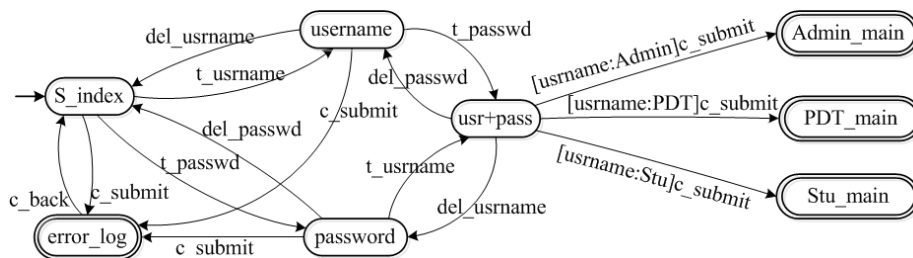 username
Admin_main
del_usrname
t_passwd
t_usrname
del_passwd
[usrname:Admin]c_submit
S_index
c_submit
usr+pass
[usrname:PDT]c_submit
PDT_main
del_passwd
t_passwd
t_usrname
[usrname:Stu]c_submit
c_back
c_submit
del_usrname
Stu_main
error_log
c_submit
password